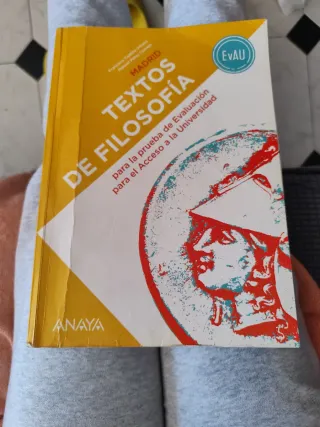 MADRID
TEXTOS
DE FILOSOFÍA
para la prueba de Evaluación
para el Acceso a la Universidad
EvAU
ANAYA